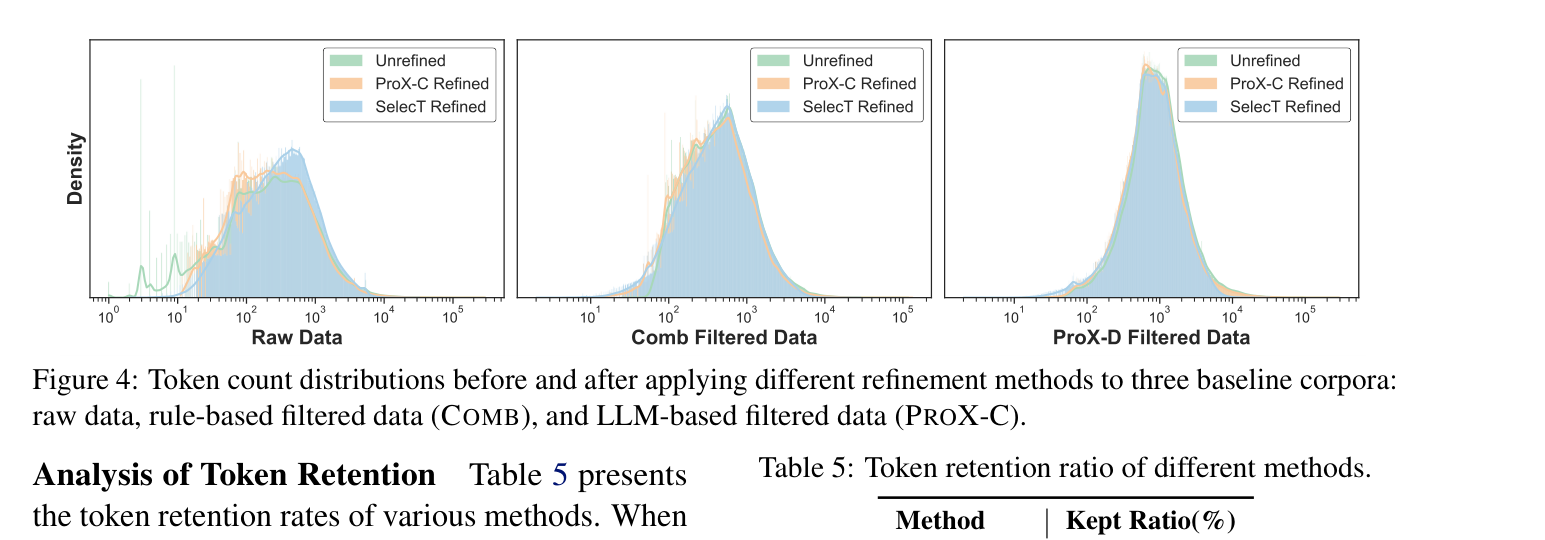 Density
Unrefined
ProX-C Refined
SelecT Refined
10^0 10^1 10^2 10^3 10^4 10^5
Raw Data
Unrefined
ProX-C Refined
SelecT Refined
10^1 10^2 10^3 10^4 10^5
Comb Filtered Data
Unrefined
ProX-C Refined
SelecT Refined
10^1 10^2 10^3 10^4 10^5
ProX-D Filtered Data
Figure 4: Token count distributions before and after applying different refinement methods to three baseline corpora:
raw data, rule-based filtered data (COMB), and LLM-based filtered data (PROX-C).
Analysis of Token Retention Table 5 presents
the token retention rates of various methods. When
Table 5: Token retention ratio of different methods.
Method | Kept Ratio(%)